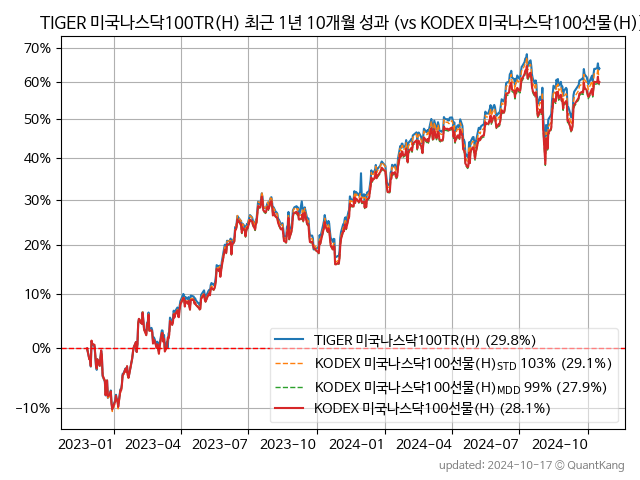 TIGER 미국나스닥100TR(H) 최근 1년 10개월 성과 (vs KODEX 미국나스닥100선물(H))
70%
60%
50%
40%
30%
20%
10%
0%
−10%
TIGER 미국나스닥100TR(H) (29.8%)
KODEX 미국나스닥100선물(H)STD 103% (29.1%)
KODEX 미국나스닥100선물(H)MDD 99% (27.9%)
KODEX 미국나스닥100선물(H) (28.1%)
2023-01 2023-04 2023-07 2023-10 2024-01 2024-04 2024-07 2024-10
updated: 2024-10-17 © QuantKang